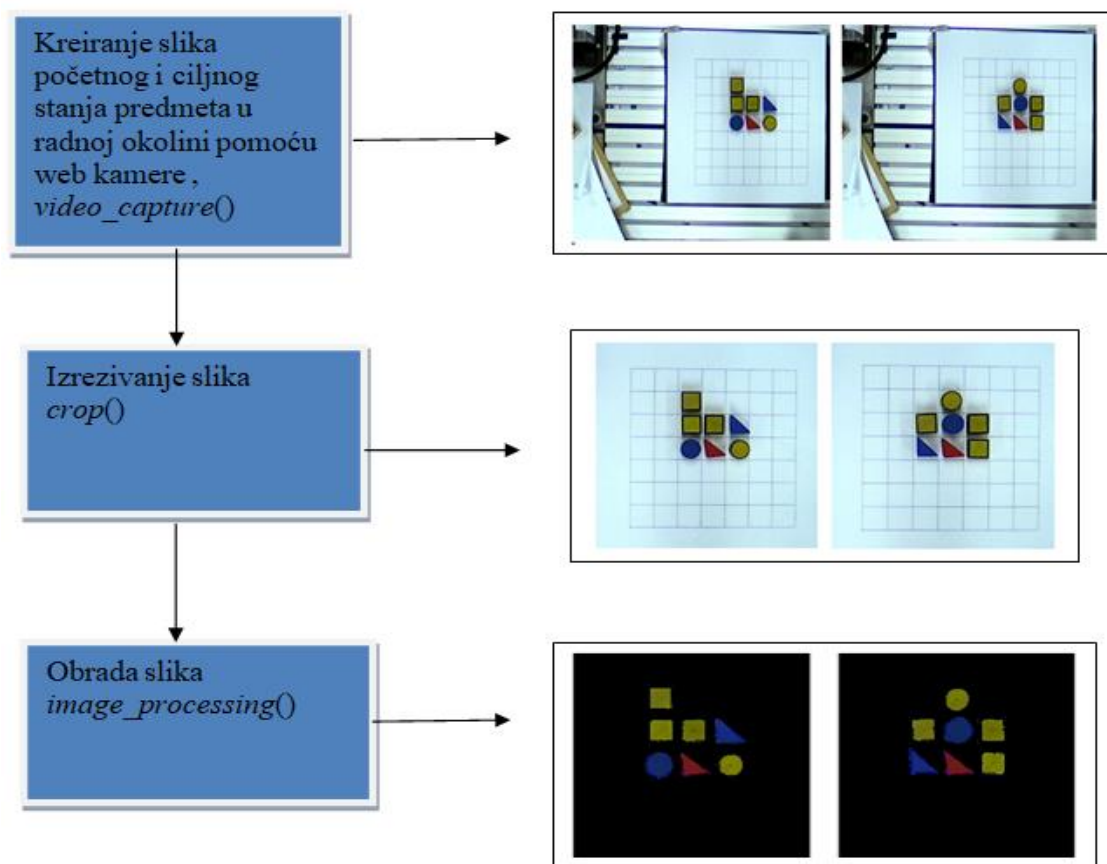 Kreiranje slika
početnog i ciljnog
stanja predmeta u
radnoj okolini pomoću
web kamere ,
video_capture()
Izrezivanje slika
crop()
Obrada slika
image_processing()